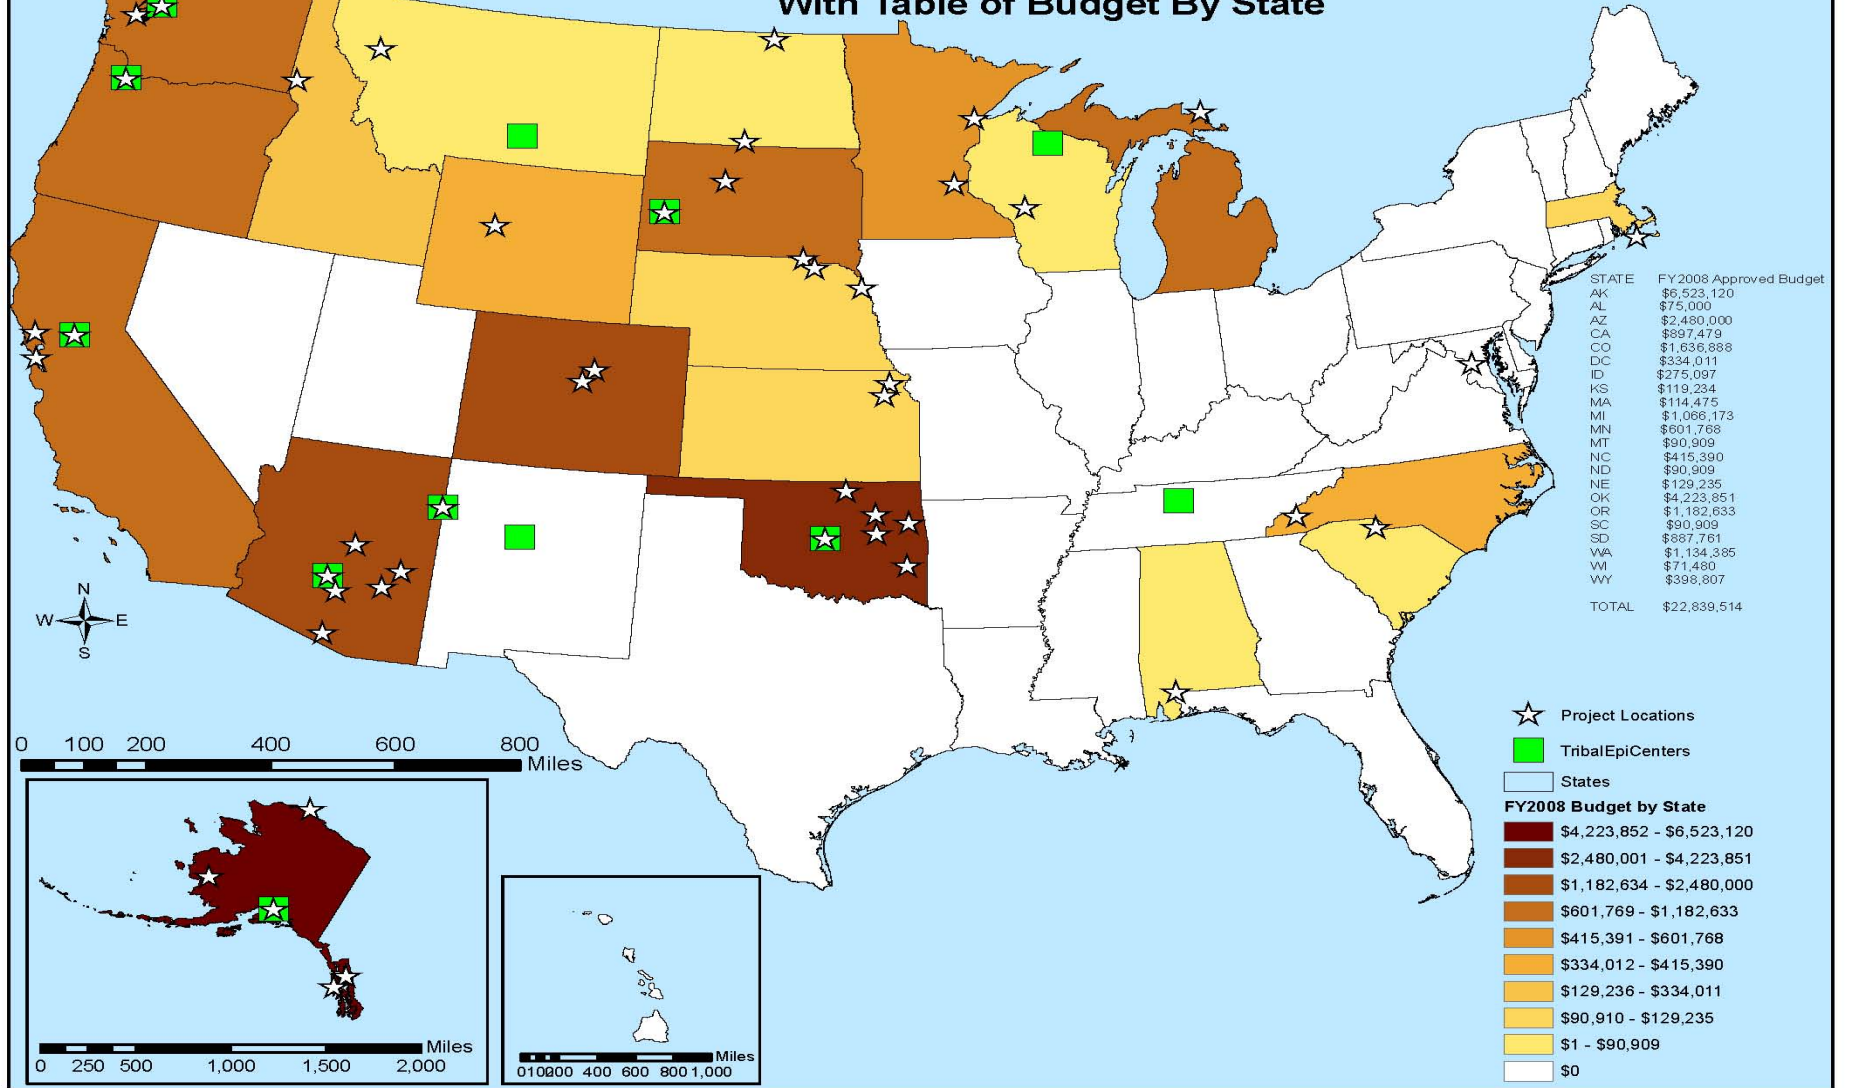 With Table of Budget By State
STATE FY2008 Approved Budget
AK $6,523,120
AL $75,000
AZ $2,480,000
CA $897,479
CO $1,636,888
DC $334,011
ID $275,097
KS $119,234
MA $114,475
MI $1,066,173
MN $601,768
MT $90,909
NC $415,390
ND $90,909
NE $129,235
OK $4,223,851
OR $1,182,633
SC $90,909
SD $887,761
WA $1,134,385
WI $71,480
WY $398,807
TOTAL $22,839,514
N
W E
S
0 100 200 400 600 800
Miles
Project Locations
TribalEpiCenters
States
FY2008 Budget by State
$4,223,852 - $6,523,120
$2,480,001 - $4,223,851
$1,182,634 - $2,480,000
$601,769 - $1,182,633
$415,391 - $601,768
$334,012 - $415,390
$129,236 - $334,011
$90,910 - $129,235
$1 - $90,909
$0
Miles
0 250 500 1,000 1,500 2,000
Miles
0100200 400 600 800 1,000